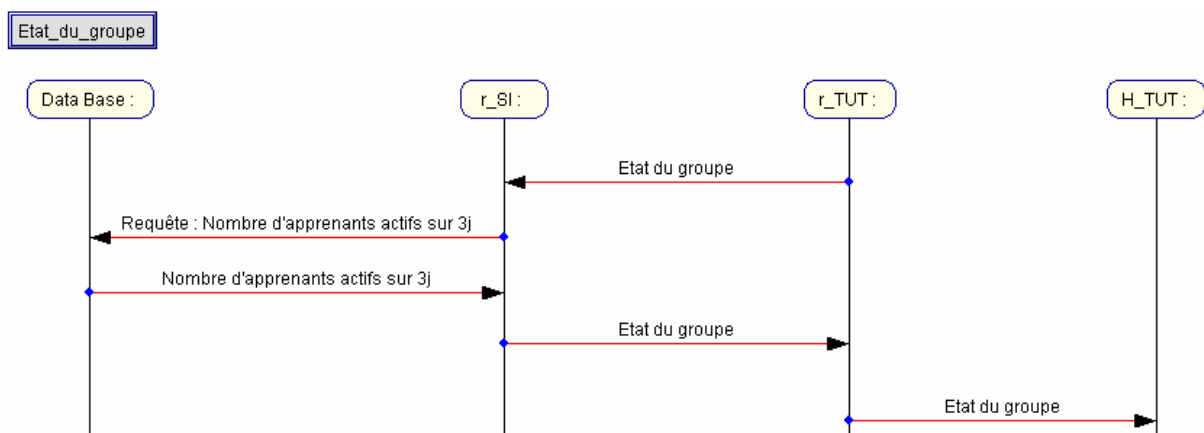 Etat_du_groupe
Data Base :
r_SI :
r_TUT :
H_TUT :
Etat du groupe
Requête : Nombre d'apprenants actifs sur 3j
Nombre d'apprenants actifs sur 3j
Etat du groupe
Etat du groupe